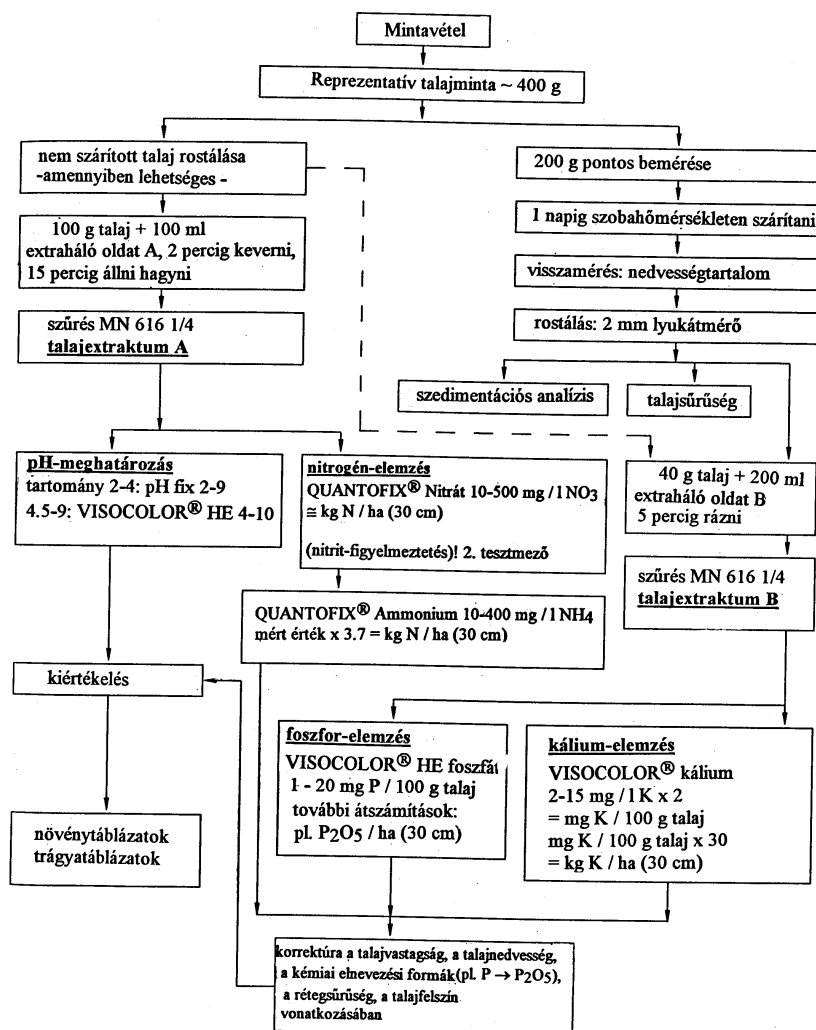 Mintavétel
Reprezentatív talajminta ~ 400 g
nem szárított talaj rostálása
-amennyiben lehetséges -
200 g pontos bemérése
100 g talaj + 100 ml
extraháló oldat A, 2 percig keverni,
15 percig állni hagyni
1 napig szobahőmérsékleten szárítani
visszamérés: nedvességtartalom
szűrés MN 616 1/4
talajextraktum A
rostálás: 2 mm lyukátmérő
szedimentációs analízis
talajsűrűség
pH-meghatározás
tartomány 2-4: pH fix 2-9
4.5-9: VISOCOLOR® HE 4-10
nitrogén-elemzés
QUANTOFIX® Nitrát 10-500 mg / l NO3
≅ kg N / ha (30 cm)
(nitrit-figyelmeztetés)! 2. tesztmező
40 g talaj + 200 ml
extraháló oldat B
5 percig rázni
szűrés MN 616 1/4
talajextraktum B
QUANTOFIX® Ammonium 10-400 mg / l NH4
mért érték x 3.7 = kg N / ha (30 cm)
kiértékelés
foszfor-elemzés
VISOCOLOR® HE foszfát
1 - 20 mg P / 100 g talaj
további átszámítások:
pl. P2O5 / ha (30 cm)
kálium-elemzés
VISOCOLOR® kálium
2-15 mg / l K x 2
= mg K / 100 g talaj
mg K / 100 g talaj x 30
= kg K / ha (30 cm)
növénytáblázatok
trágyatáblázatok
korrektúra a talajvastagság, a talajnedvesség,
a kémiai elnevezési formák(pl. P → P2O5),
a rétegsűrűség, a talajfelszín
vonatkozásában